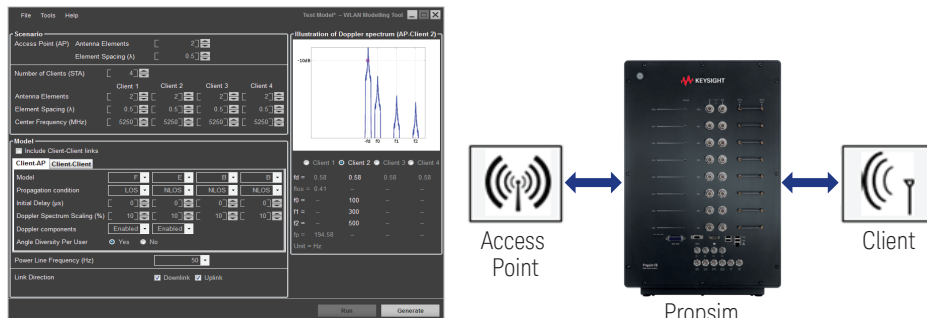 File Tools Help
Test Model* – WLAN Modelling Tool
Scenario
Access Point (AP) Antenna Elements 2
Element Spacing (λ) 0.5
Number of Clients (STA) 4
Client 1 Client 2 Client 3 Client 4
Antenna Elements 2 2 2 2
Element Spacing (λ) 0.5 0.5 0.5 0.5
Center Frequency (MHz) 5250 5250 5250 5250
Model
Include Client-Client links
Client-AP Client-Client
Model F E B B
Propagation condition LOS NLOS NLOS NLOS
Initial Delay (µs) 0 0 0 0
Doppler Spectrum Scaling (%) 10 10 10 10
Doppler components Enabled Enabled
Angle Diversity Per User Yes No
Power Line Frequency (Hz) 50
Link Direction Downlink Uplink
Illustration of Doppler spectrum (AP-Client 2)
-10dB
-fd f0 f1 f2
Client 1 Client 2 Client 3 Client 4
fd = 0.58 0.58 0.58 0.58
0.41 – – –
f0 = – 100 – –
f1 = – 300 – –
f2 = – 500 – –
fp = 194.58 – – –
Unit = Hz
Run Generate
Access
Point
KEYSIGHT
Propsim
Client